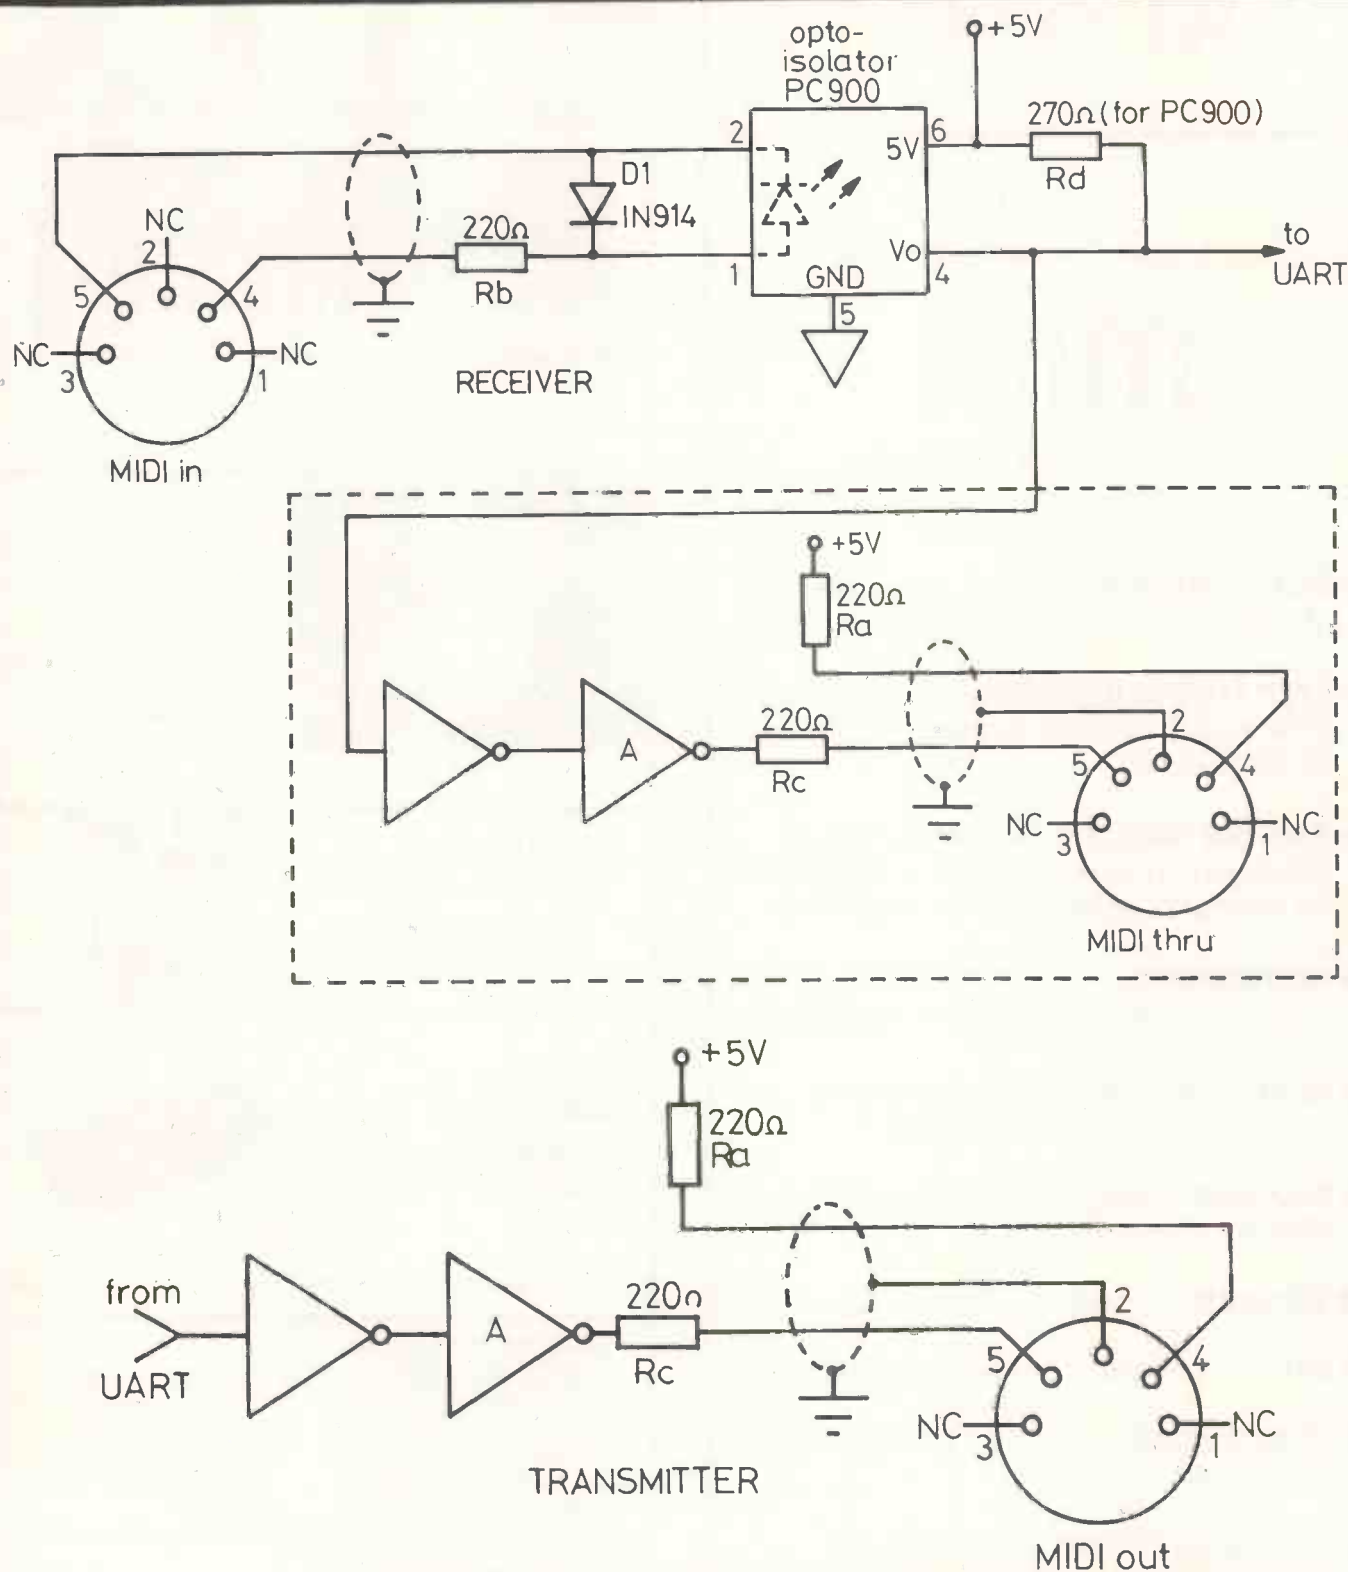 opto-
isolator
PC900
+5V
2
6
5V
270Ω (for PC900)
Rd
D1
IN914
220Ω
Rb
1
Vo
4
GND
5
to
UART
NC
2
5
4
NC
3
NC
1
MIDI in
RECEIVER
+5V
220Ω
Ra
A
220Ω
Rc
2
5
4
NC
3
NC
1
MIDI thru
+5V
220Ω
Ra
from
UART
A
220Ω
Rc
2
5
4
NC
3
NC
1
TRANSMITTER
MIDI out